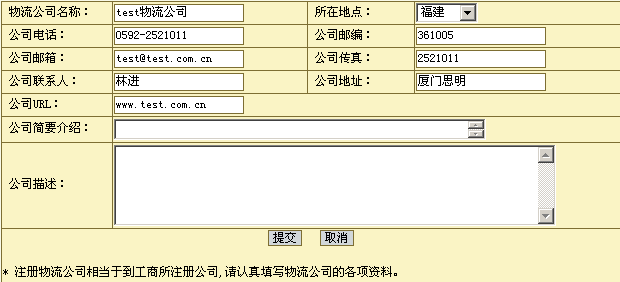 物流公司名称： test物流公司 所在地点： 福建
公司电话： 0592-2521011 公司邮编： 361005
公司邮箱： test@test.com.cn 公司传真： 2521011
公司联系人： 林进 公司地址： 厦门思明
公司URL： www.test.com.cn
公司简要介绍：
公司描述：
提交 取消
* 注册物流公司相当于到工商所注册公司,请认真填写物流公司的各项资料。